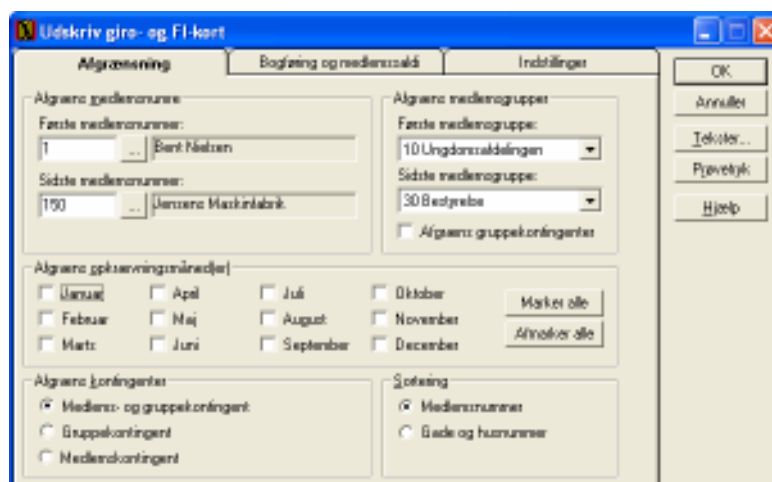 Udskriv giro- og FI-kort
Afgrænsning
Bogføring og medlemssaldi
Indstillinger
OK
Annuller
Tekster...
Prøvetryk
Hjælp
Afgræns medlemsnumre
Første medlemsnummer:
1 ... Bent Nielsen
Sidste medlemsnummer:
150 ... Jensens Maskinfabrik
Afgræns medlemsgrupper
Første medlemsgruppe:
10 Ungdomsafdelingen
Sidste medlemsgruppe:
30 Bestyrelse
Afgræns gruppekontingenter
Afgræns opkrævningsmåned(er)
Januar April Juli Oktober
Februar Maj August November
Marts Juni September December
Marker alle
Afmarker alle
Afgræns kontingenter
Medlems- og gruppekontingent
Gruppekontingent
Medlemskontingent
Sortering
Medlemsnummer
Gade og husnummer